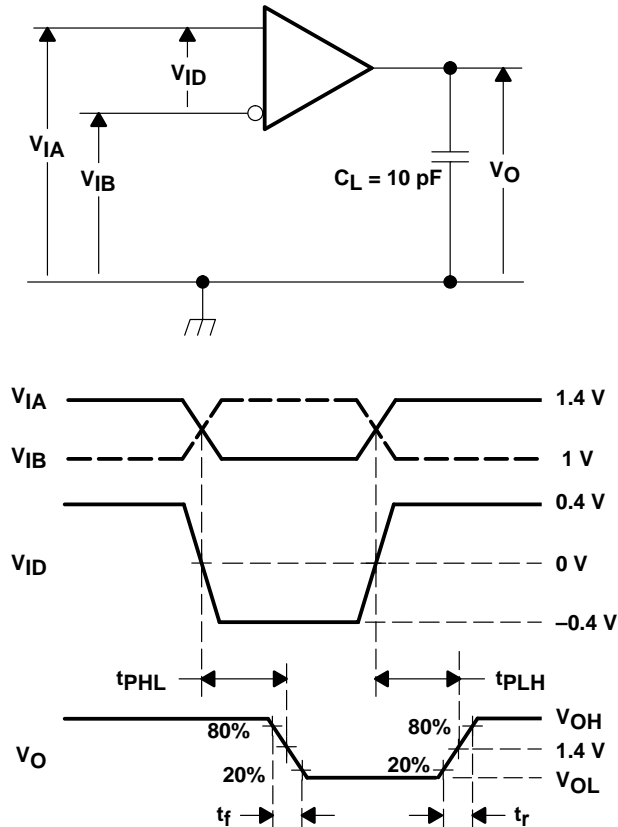 VID
VIA
VIB
CL = 10 pF
VO
VIA
1.4 V
VIB
1 V
0.4 V
VID
0 V
–0.4 V
tPHL
tPLH
80%
80%
VOH
VO
1.4 V
20%
20%
VOL
tf
tr